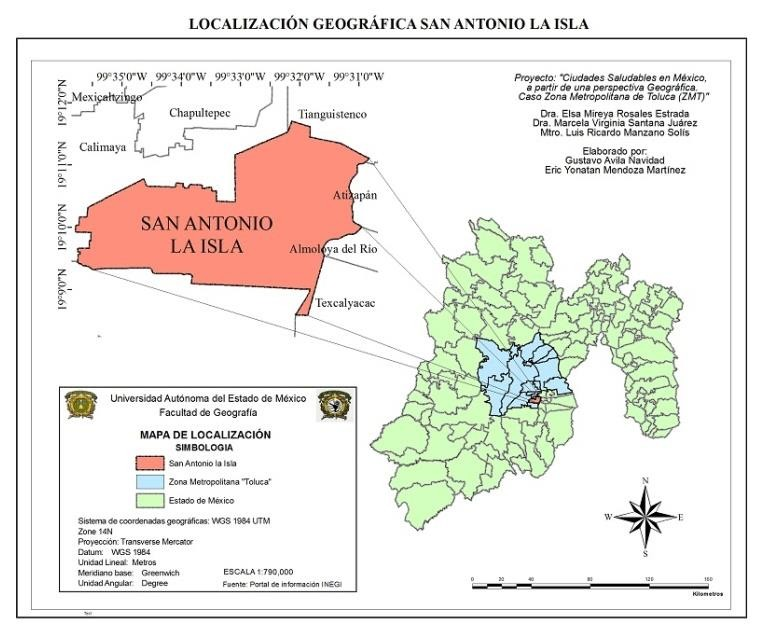 LOCALIZACIÓN GEOGRÁFICA SAN ANTONIO LA ISLA
99°35'0"W 99°34'0"W 99°33'0"W 99°32'0"W 99°31'0"W
19°12'0"N
19°11'0"N
19°10'0"N
19°9'0"N
Mexicaltzingo
Chapultepec
Tianguistenco
Calimaya
Atizapán
SAN ANTONIO
LA ISLA
Almoloya del Río
Texcalyacac
Proyecto: "Ciudades Saludables en México,
a partir de una perspectiva Geográfica.
Caso Zona Metropolitana de Toluca (ZMT)"
Dra. Elsa Mireya Rosales Estrada
Dra. Marcela Virginia Santana Juárez
Mtro. Luis Ricardo Manzano Solís
Elaborado por:
Gustavo Avila Navidad
Eric Yonatan Mendoza Martínez
Universidad Autónoma del Estado de México
Facultad de Geografía
MAPA DE LOCALIZACIÓN
SIMBOLOGIA
San Antonio la Isla
Zona Metropolitana "Toluca"
Estado de México
Sistema de coordenadas geográficas: WGS 1984 UTM
Zone 14N
Proyección: Transverse Mercator
Datum: WGS 1984
Unidad Lineal: Metros
Meridiano base: Greenwich
Unidad Angular: Degree
ESCALA 1:790,000
Fuente: Portal de información INEGI
N
W E
S
0 20 40 80 120 160
Kilometros